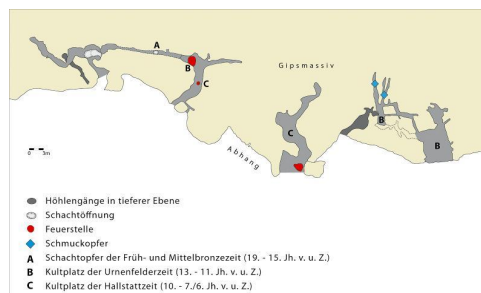 A
B
C
Gipsmassiv
B
C
B
Abhang
0 3m
Höhlengänge in tieferer Ebene
Schachtöffnung
Feuerstelle
Schmuckopfer
A Schachtopfer der Früh- und Mittelbronzezeit (19. - 15. Jh. v. u. Z.)
B Kultplatz der Urnenfelderzeit (13. - 11. Jh. v. u. Z.)
C Kultplatz der Hallstattzeit (10. - 7./6. Jh. v. u. Z.)